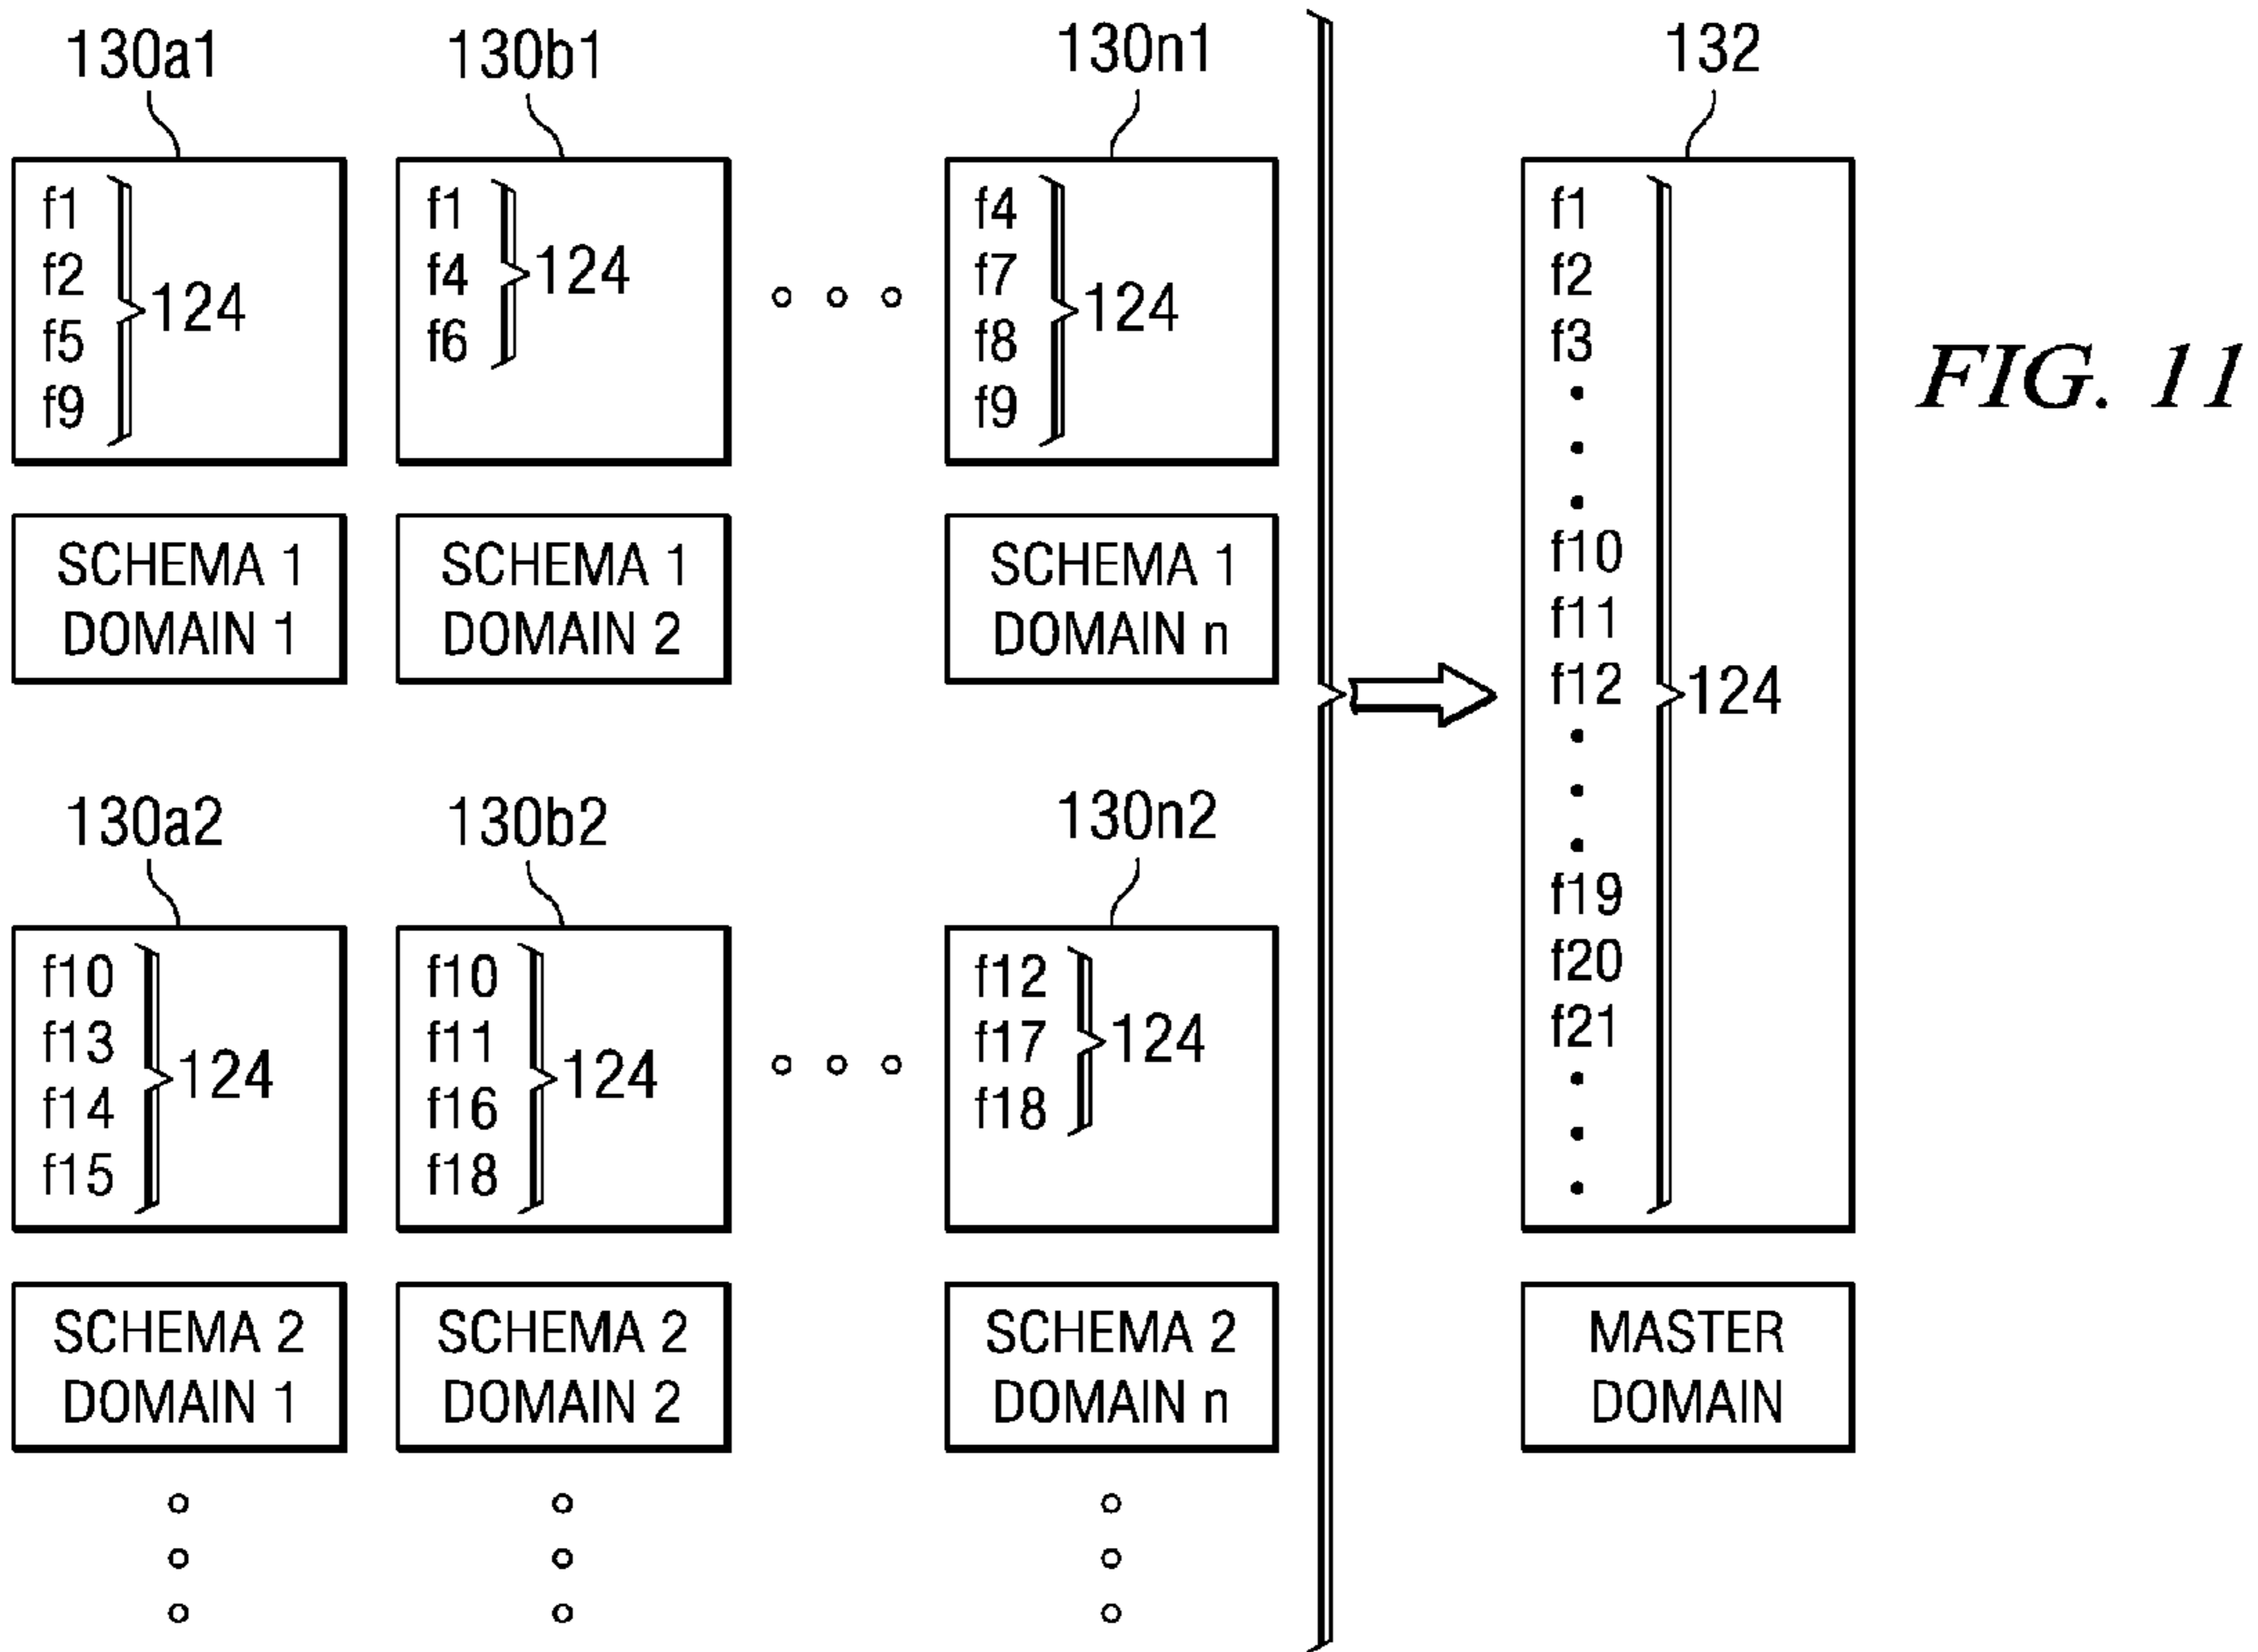 130a1
f1
f2
f5
f9
124
SCHEMA 1
DOMAIN 1
130b1
f1
f4
f6
124
SCHEMA 1
DOMAIN 2
130n1
f4
f7
f8
f9
124
SCHEMA 1
DOMAIN n
130a2
f10
f13
f14
f15
124
SCHEMA 2
DOMAIN 1
130b2
f10
f11
f16
f18
124
SCHEMA 2
DOMAIN 2
130n2
f12
f17
f18
124
SCHEMA 2
DOMAIN n
132
f1
f2
f3
f10
f11
f12
f19
f20
f21
124
MASTER
DOMAIN
FIG. 11